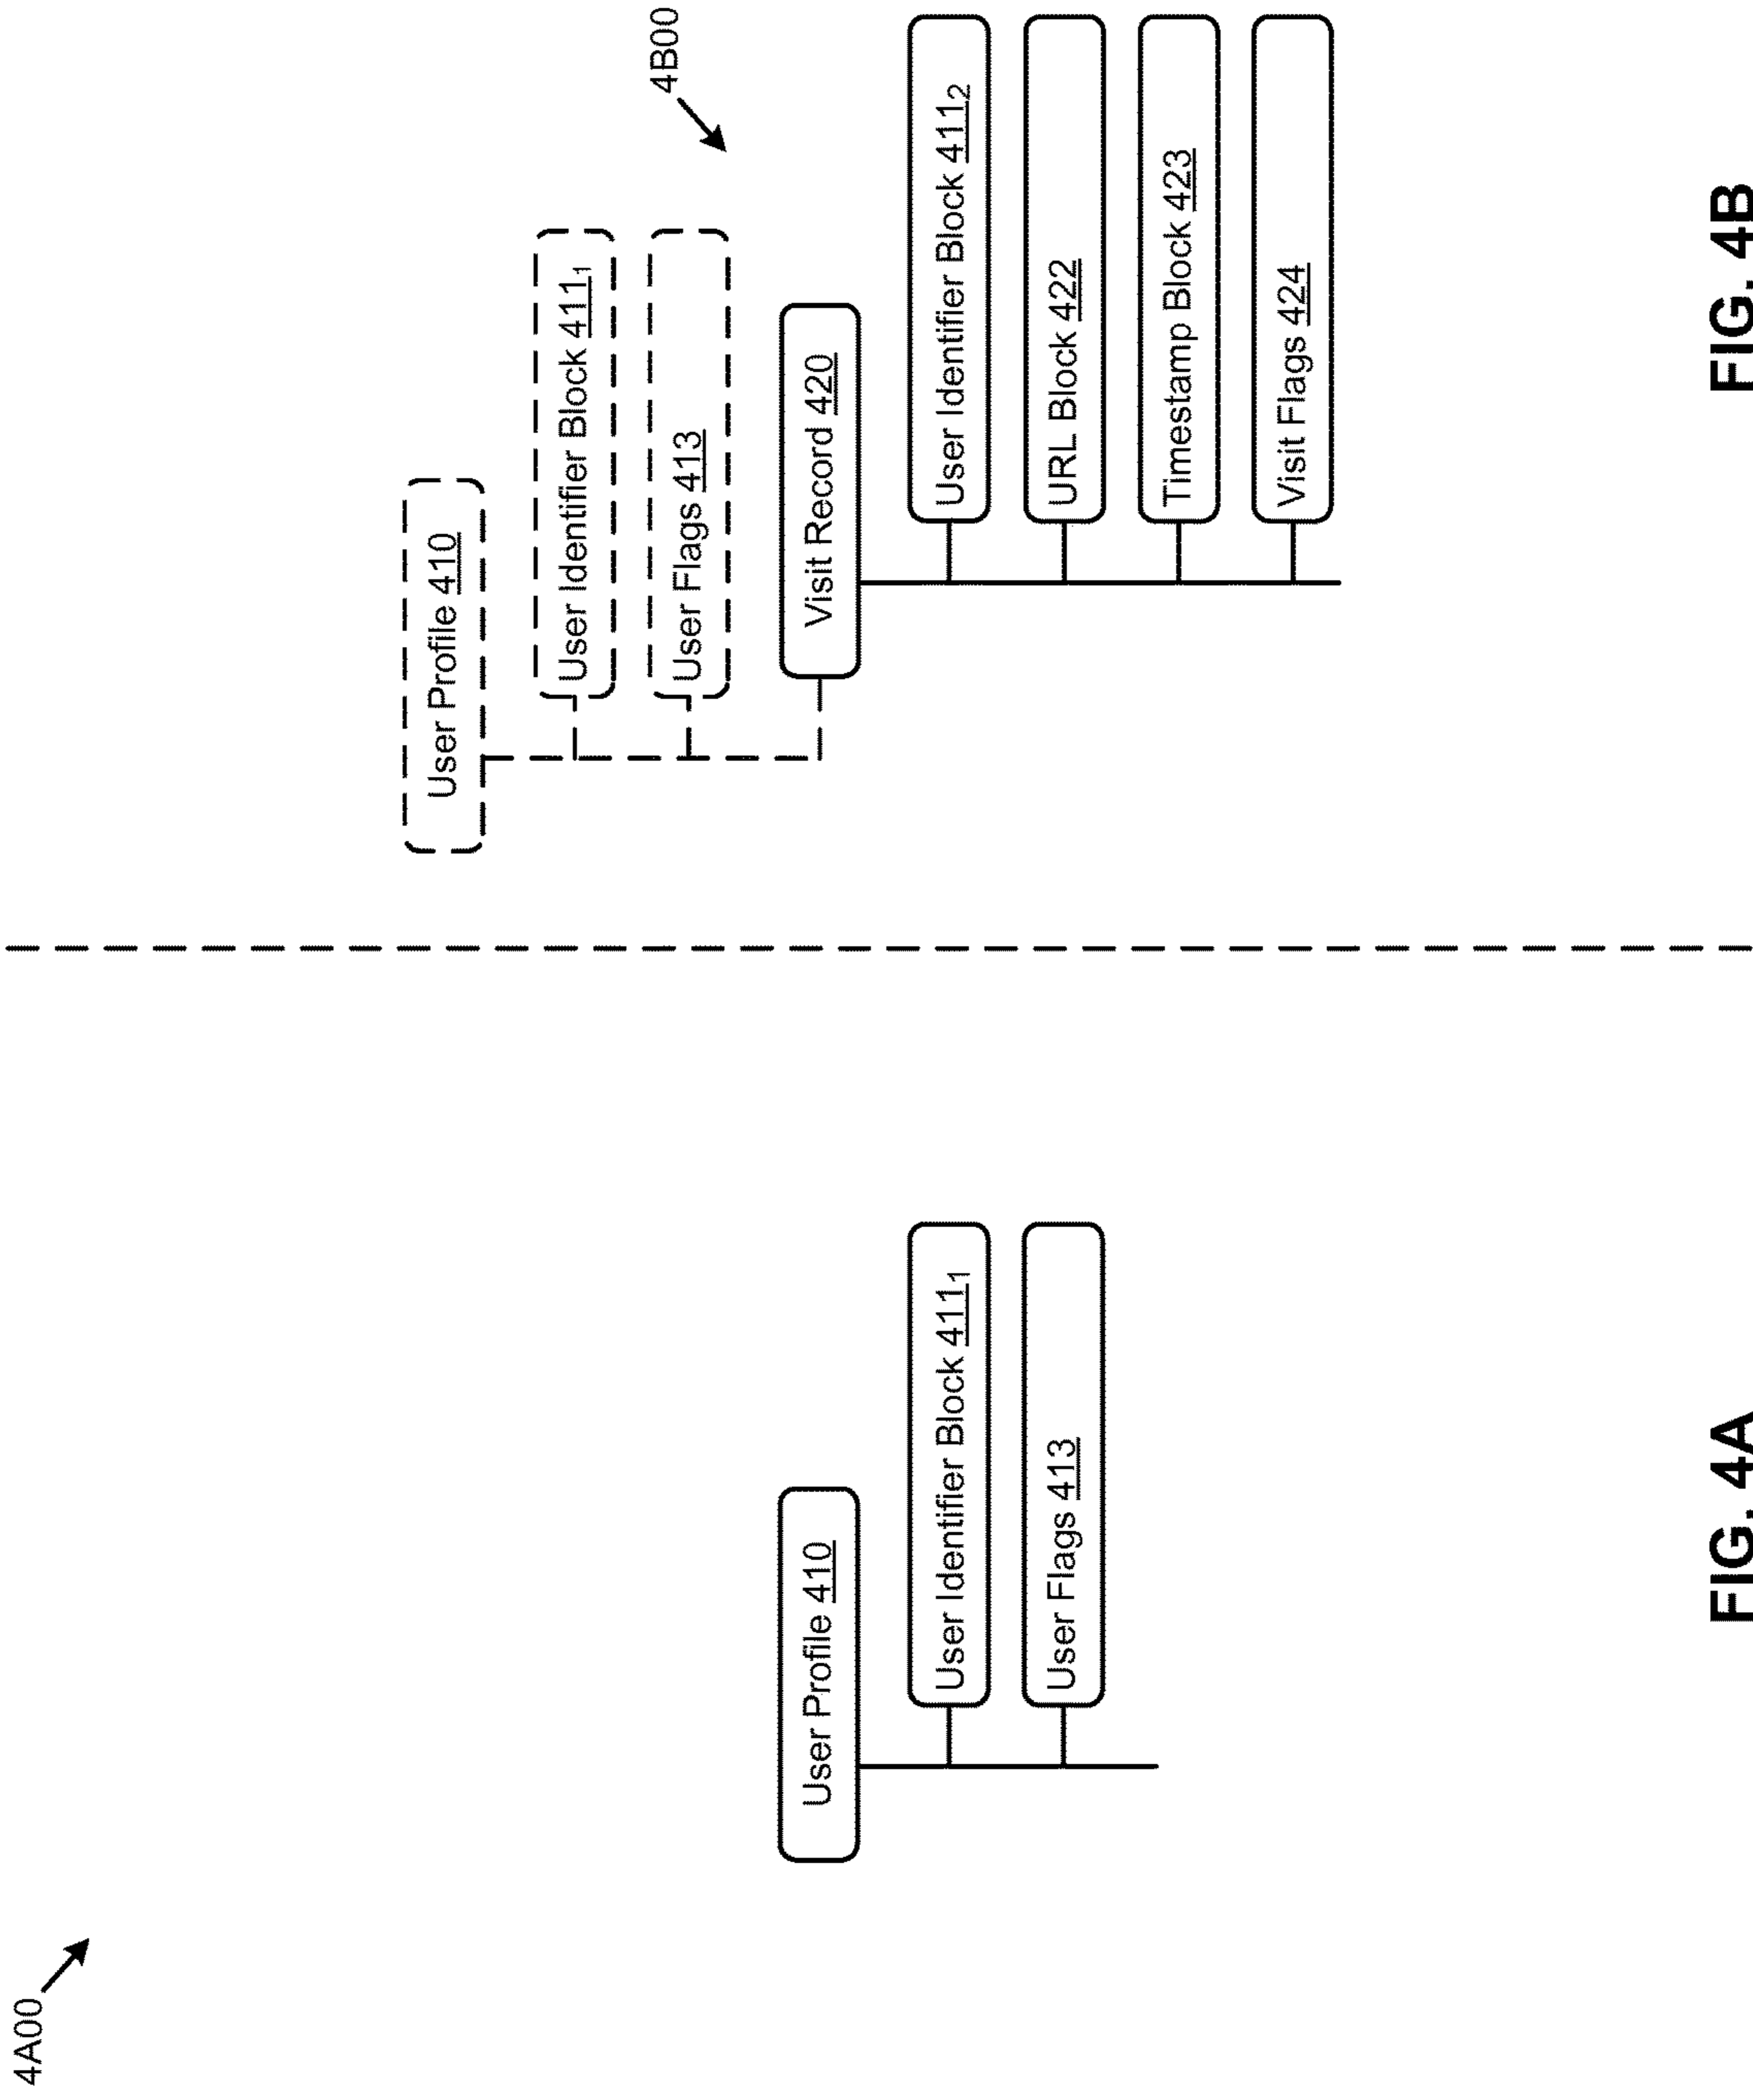 4A00
User Profile 410
User Identifier Block 411₁
User Flags 413
FIG. 4A
4B00
User Profile 410
User Identifier Block 411₁
User Flags 413
Visit Record 420
User Identifier Block 411₂
URL Block 422
Timestamp Block 423
Visit Flags 424
FIG. 4B